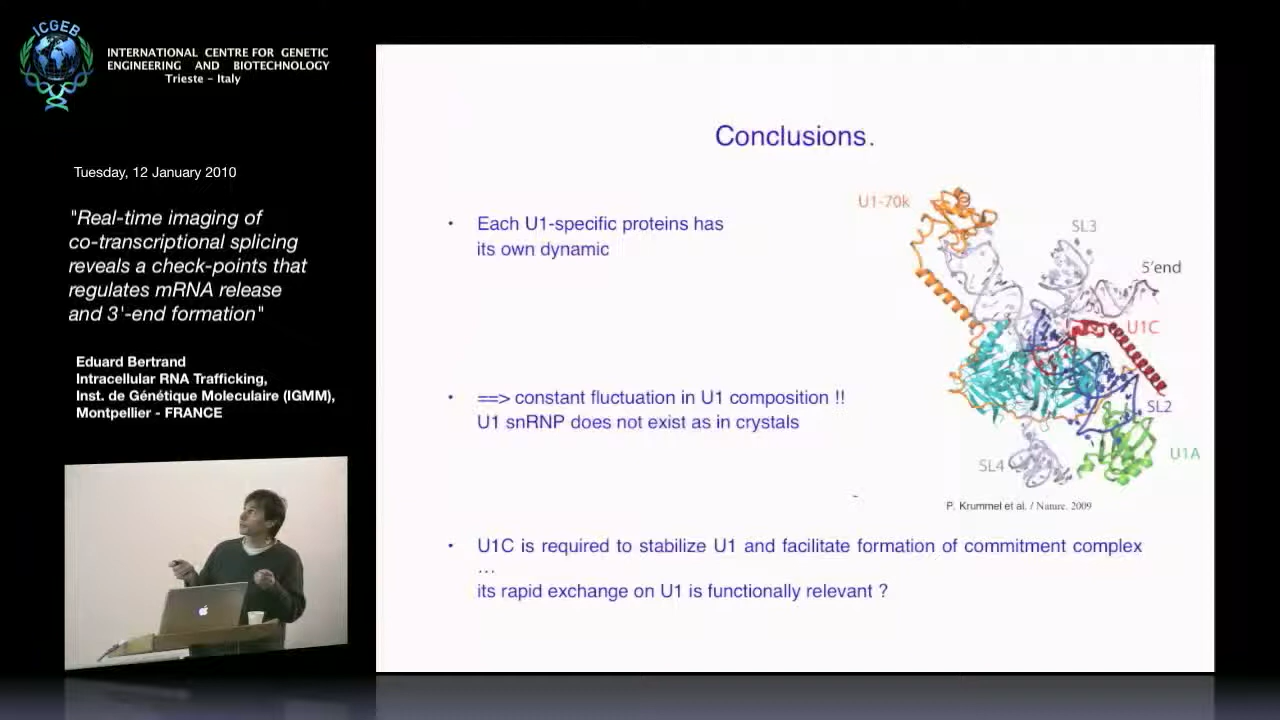 ICGEB
INTERNATIONAL CENTRE FOR GENETIC
ENGINEERING AND BIOTECHNOLOGY
Trieste - Italy
Tuesday, 12 January 2010
"Real-time imaging of
co-transcriptional splicing
reveals a check-points that
regulates mRNA release
and 3'-end formation"
Eduard Bertrand
Intracellular RNA Trafficking,
Inst. de Génétique Moleculaire (IGMM),
Montpellier - FRANCE
Conclusions.
• Each U1-specific proteins has
its own dynamic
• ==> constant fluctuation in U1 composition !!
U1 snRNP does not exist as in crystals
U1-70k
SL3
5'end
U1C
SL2
U1A
SL4
P. Krummel et al. / Nature. 2009
• U1C is required to stabilize U1 and facilitate formation of commitment complex
…
its rapid exchange on U1 is functionally relevant ?